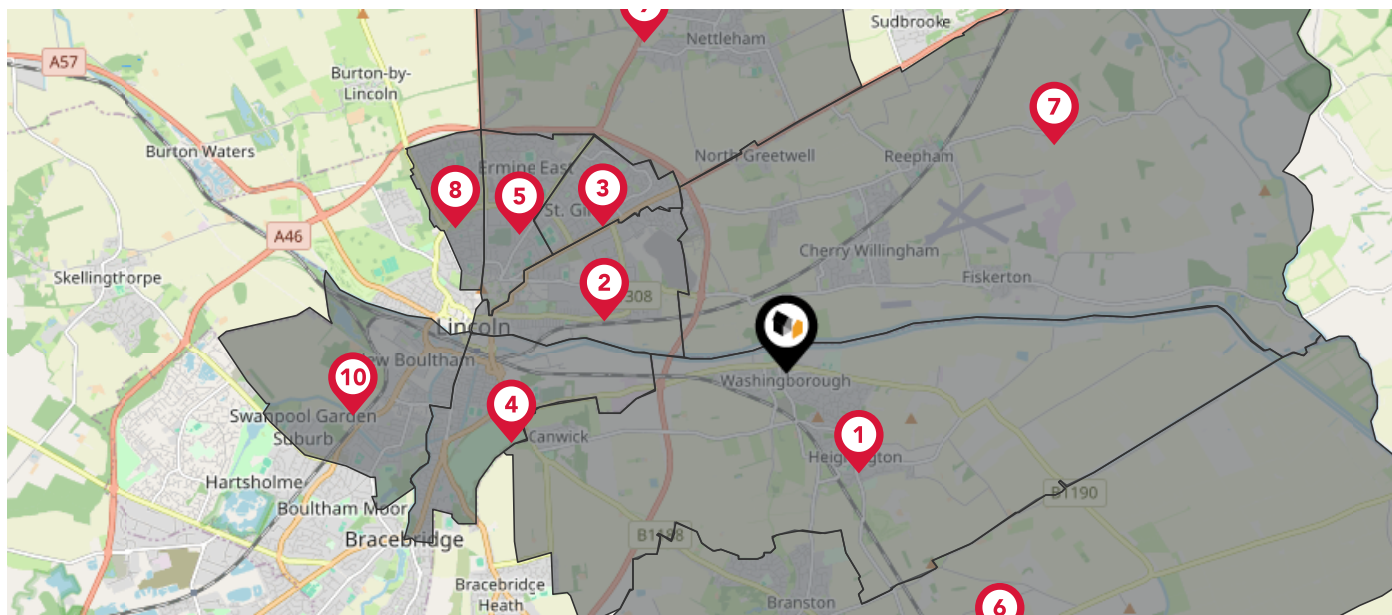 Sudbrooke
Nettleham
A57
Burton-by-
Lincoln
7
Burton Waters
North Greetwell
Reepham
Ermine East
8
5
3
St. Gil
A46
Cherry Willingham
Skellingthorpe
Fiskerton
2
308
Lincoln
New Boultham
Washingborough
10
Swanpool Garden
Suburb
4
Canwick
1
Heighington
Hartsholme
B1190
Boultham Moor
B1188
Bracebridge
Bracebridge
Heath
Branston
6